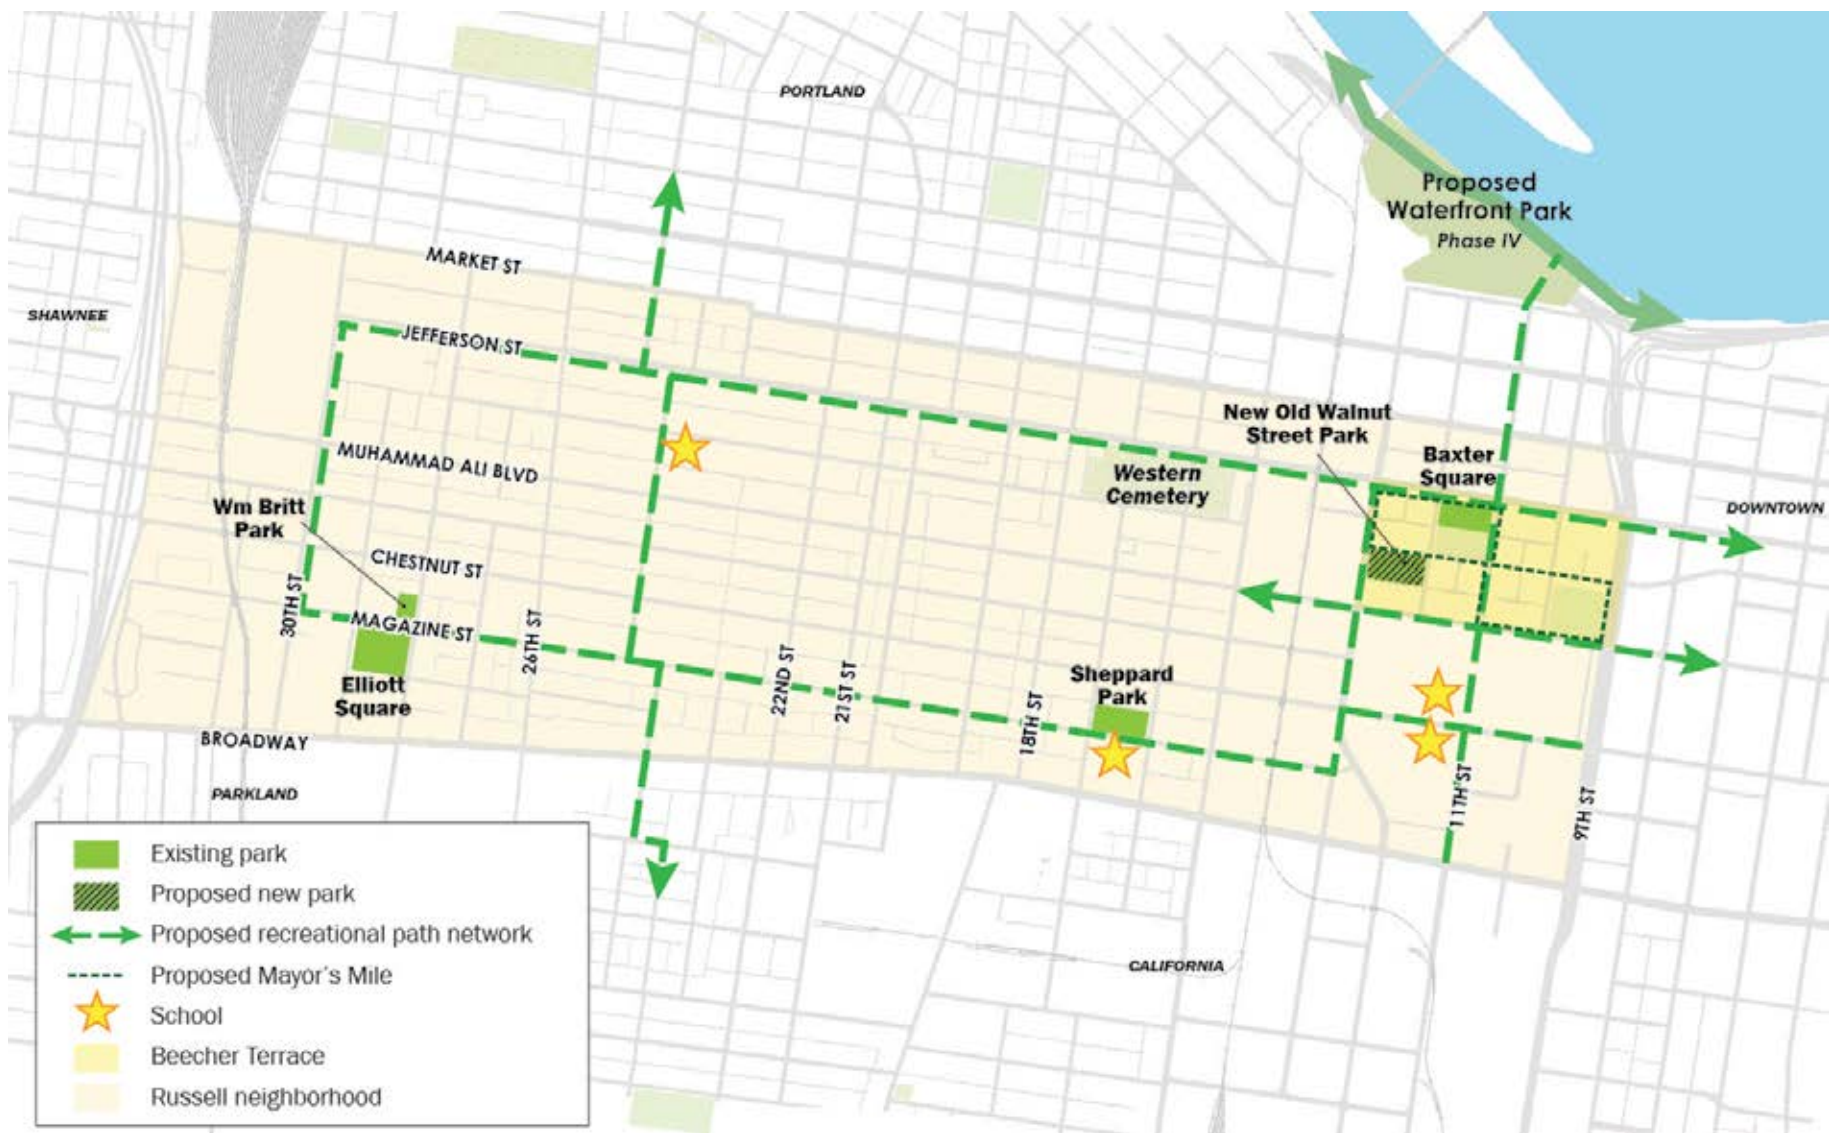 PORTLAND
Proposed
Waterfront Park
Phase IV
MARKET ST
SHAWNEE
JEFFERSON ST
New Old Walnut
Street Park
Baxter
Square
MUHAMMAD ALI BLVD
Western
Cemetery
DOWNTOWN
Wm Britt
Park
CHESTNUT ST
30TH ST
MAGAZINE ST
26TH ST
22ND ST
21ST ST
18TH ST
Sheppard
Park
Elliott
Square
BROADWAY
11TH ST
9TH ST
PARKLAND
CALIFORNIA
Existing park
Proposed new park
Proposed recreational path network
Proposed Mayor's Mile
School
Beecher Terrace
Russell neighborhood